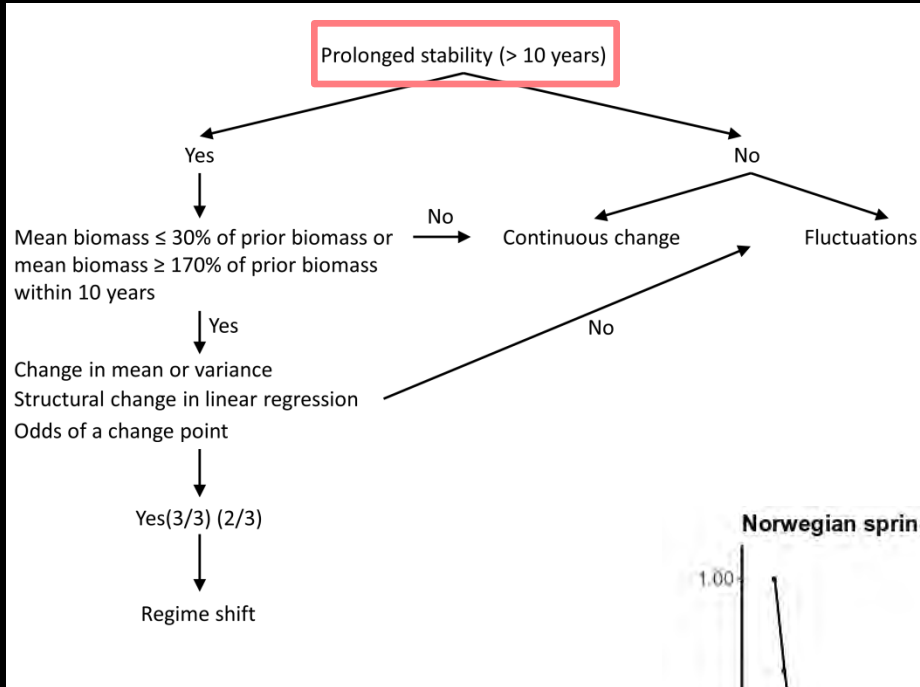 Prolonged stability (> 10 years)
Yes
No
Mean biomass ≤ 30% of prior biomass or
mean biomass ≥ 170% of prior biomass
within 10 years
No
Continuous change
Fluctuations
Yes
No
Change in mean or variance
Structural change in linear regression
Odds of a change point
Yes(3/3) (2/3)
Regime shift
Norwegian sprin
1.00